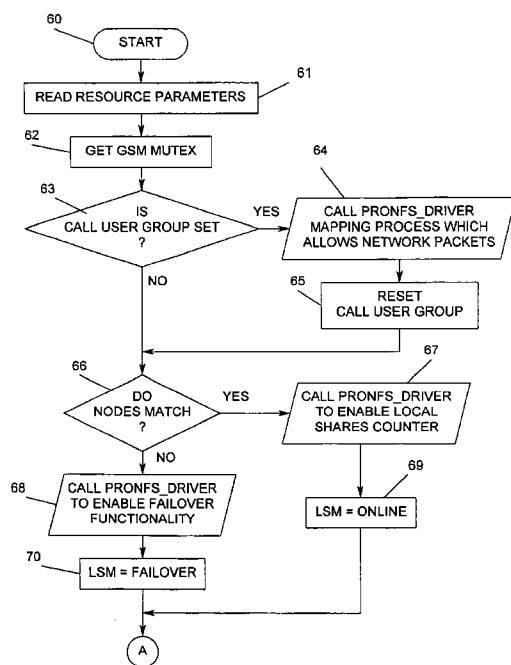 60
START
61
READ RESOURCE PARAMETERS
62
GET GSM MUTEX
63
IS
CALL USER GROUP SET
?
YES
NO
64
CALL PRONFS_DRIVER
MAPPING PROCESS WHICH
ALLOWS NETWORK PACKETS
65
RESET
CALL USER GROUP
66
DO
NODES MATCH
?
YES
NO
67
CALL PRONFS_DRIVER
TO ENABLE LOCAL
SHARES COUNTER
68
CALL PRONFS_DRIVER
TO ENABLE FAILOVER
FUNCTIONALITY
69
LSM = ONLINE
70
LSM = FAILOVER
A